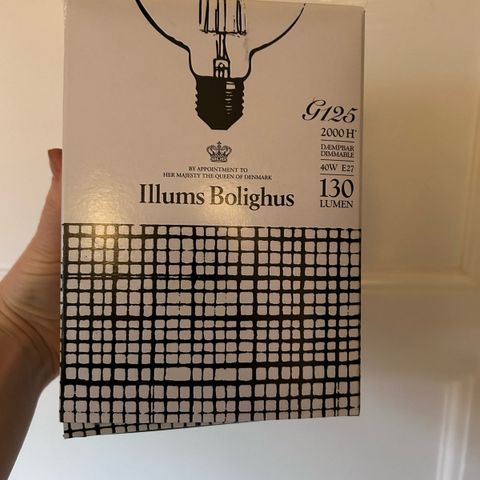 G125
2000 H
DÆMPBAR
DIMMABLE
40W E27
130
LUMEN
BY APPOINTMENT TO
HER MAJESTY THE QUEEN OF DENMARK
Illums Bolighus